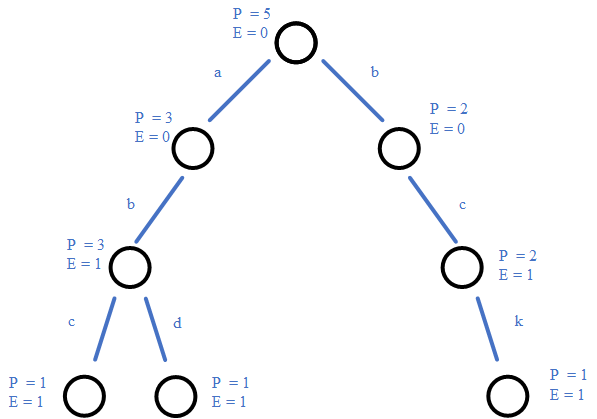 P = 5
E = 0
a
b
P = 3
E = 0
P = 2
E = 0
b
c
P = 3
E = 1
P = 2
E = 1
c
d
k
P = 1
E = 1
P = 1
E = 1
P = 1
E = 1